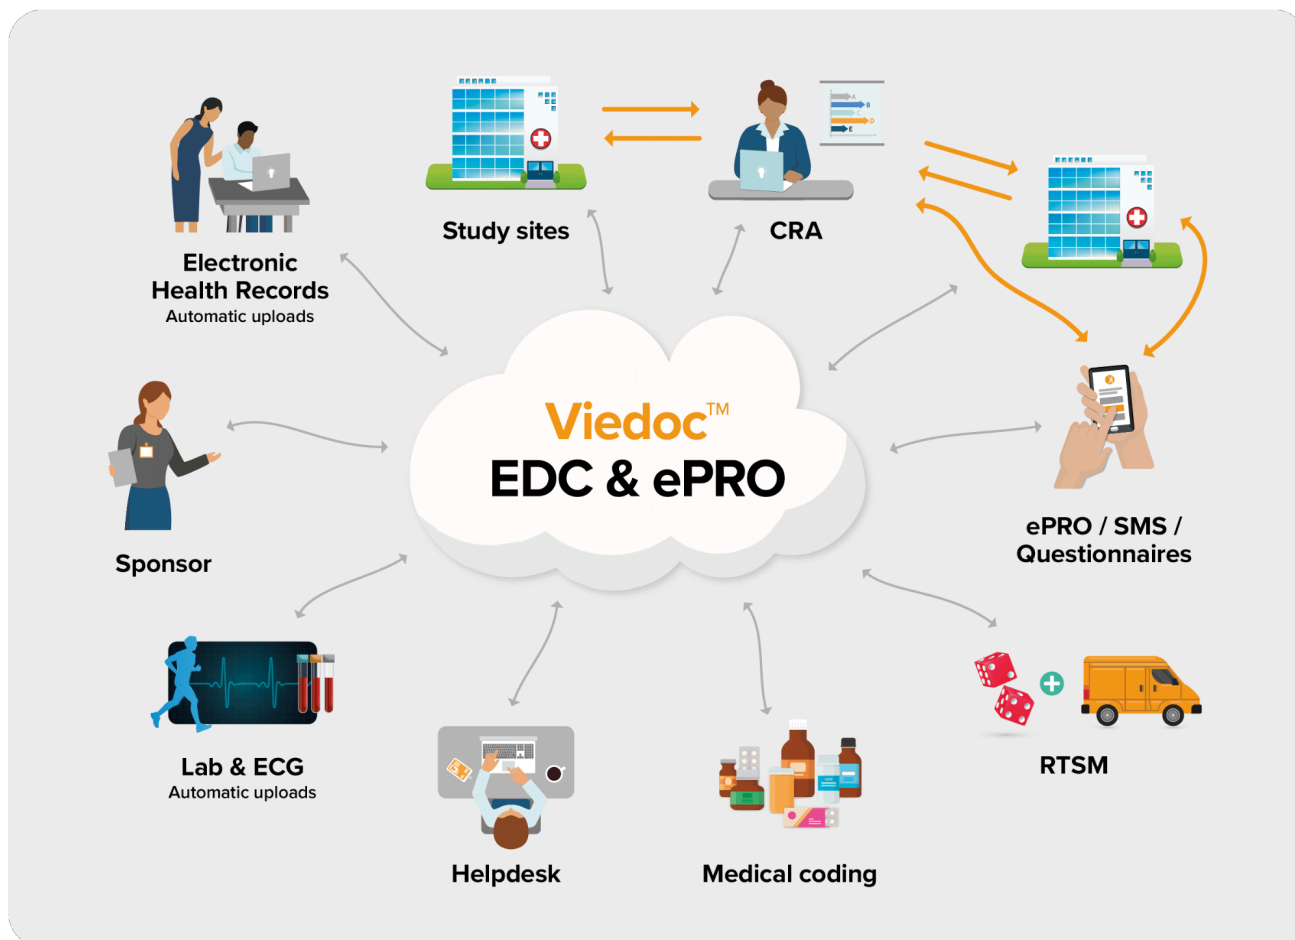 Study sites
CRA
A
B
C
D
E
Electronic
Health Records
Automatic uploads
Viedoc™
EDC & ePRO
Sponsor
ePRO / SMS /
Questionnaires
Lab & ECG
Automatic uploads
RTSM
Helpdesk
Medical coding